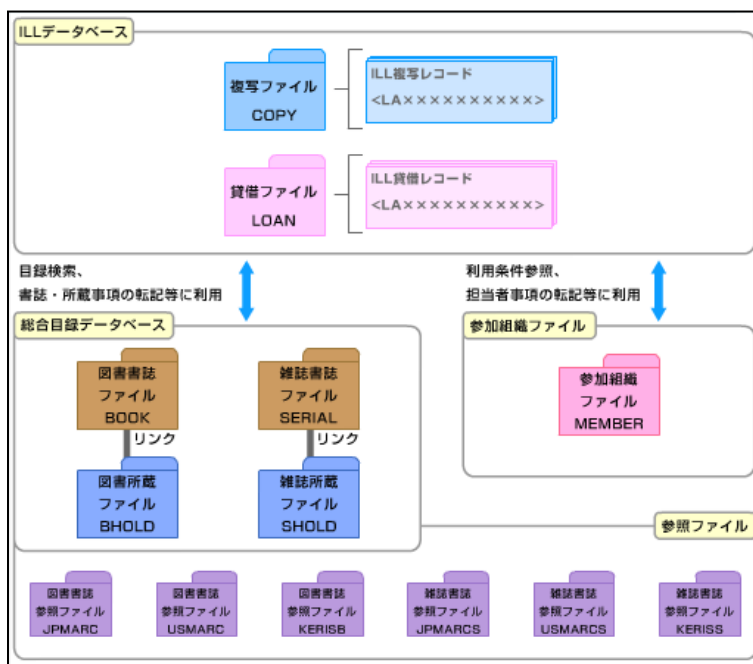 ILLデータベース
複写ファイル
COPY
ILL複写レコード
<LA××××××××××>
貸借ファイル
LOAN
ILL貸借レコード
<LA××××××××××>
目録検索、
書誌・所蔵事項の転記等に利用
利用条件参照、
担当者事項の転記等に利用
総合目録データベース
図書書誌
ファイル
BOOK
雑誌書誌
ファイル
SERIAL
リンク
リンク
図書所蔵
ファイル
BHOLD
雑誌所蔵
ファイル
SHOLD
参加組織ファイル
参加組織
ファイル
MEMBER
参照ファイル
図書書誌
参照ファイル
JPMARC
図書書誌
参照ファイル
USMARC
図書書誌
参照ファイル
KERISB
雑誌書誌
参照ファイル
JPMARCS
雑誌書誌
参照ファイル
USMARCS
雑誌書誌
参照ファイル
KERISS